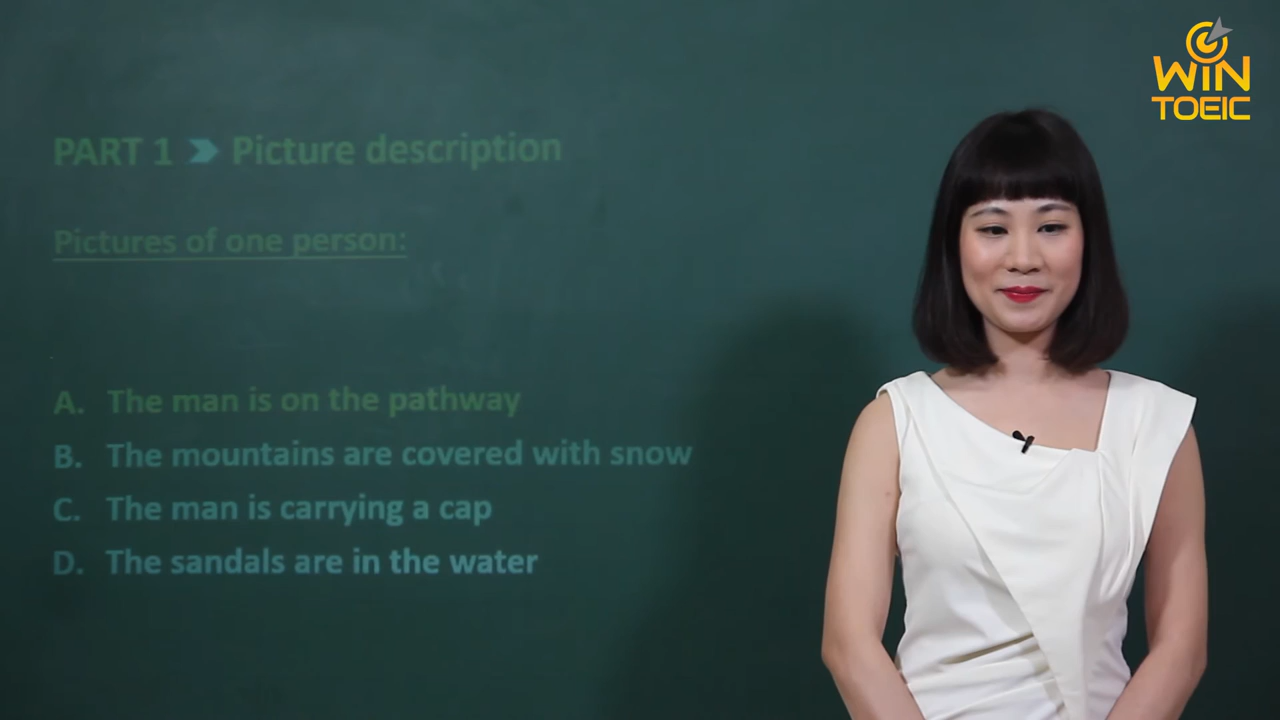 WIN
TOEIC
PART 1 Picture description
Pictures of one person:
A. The man is on the pathway
B. The mountains are covered with snow
C. The man is carrying a cap
D. The sandals are in the water